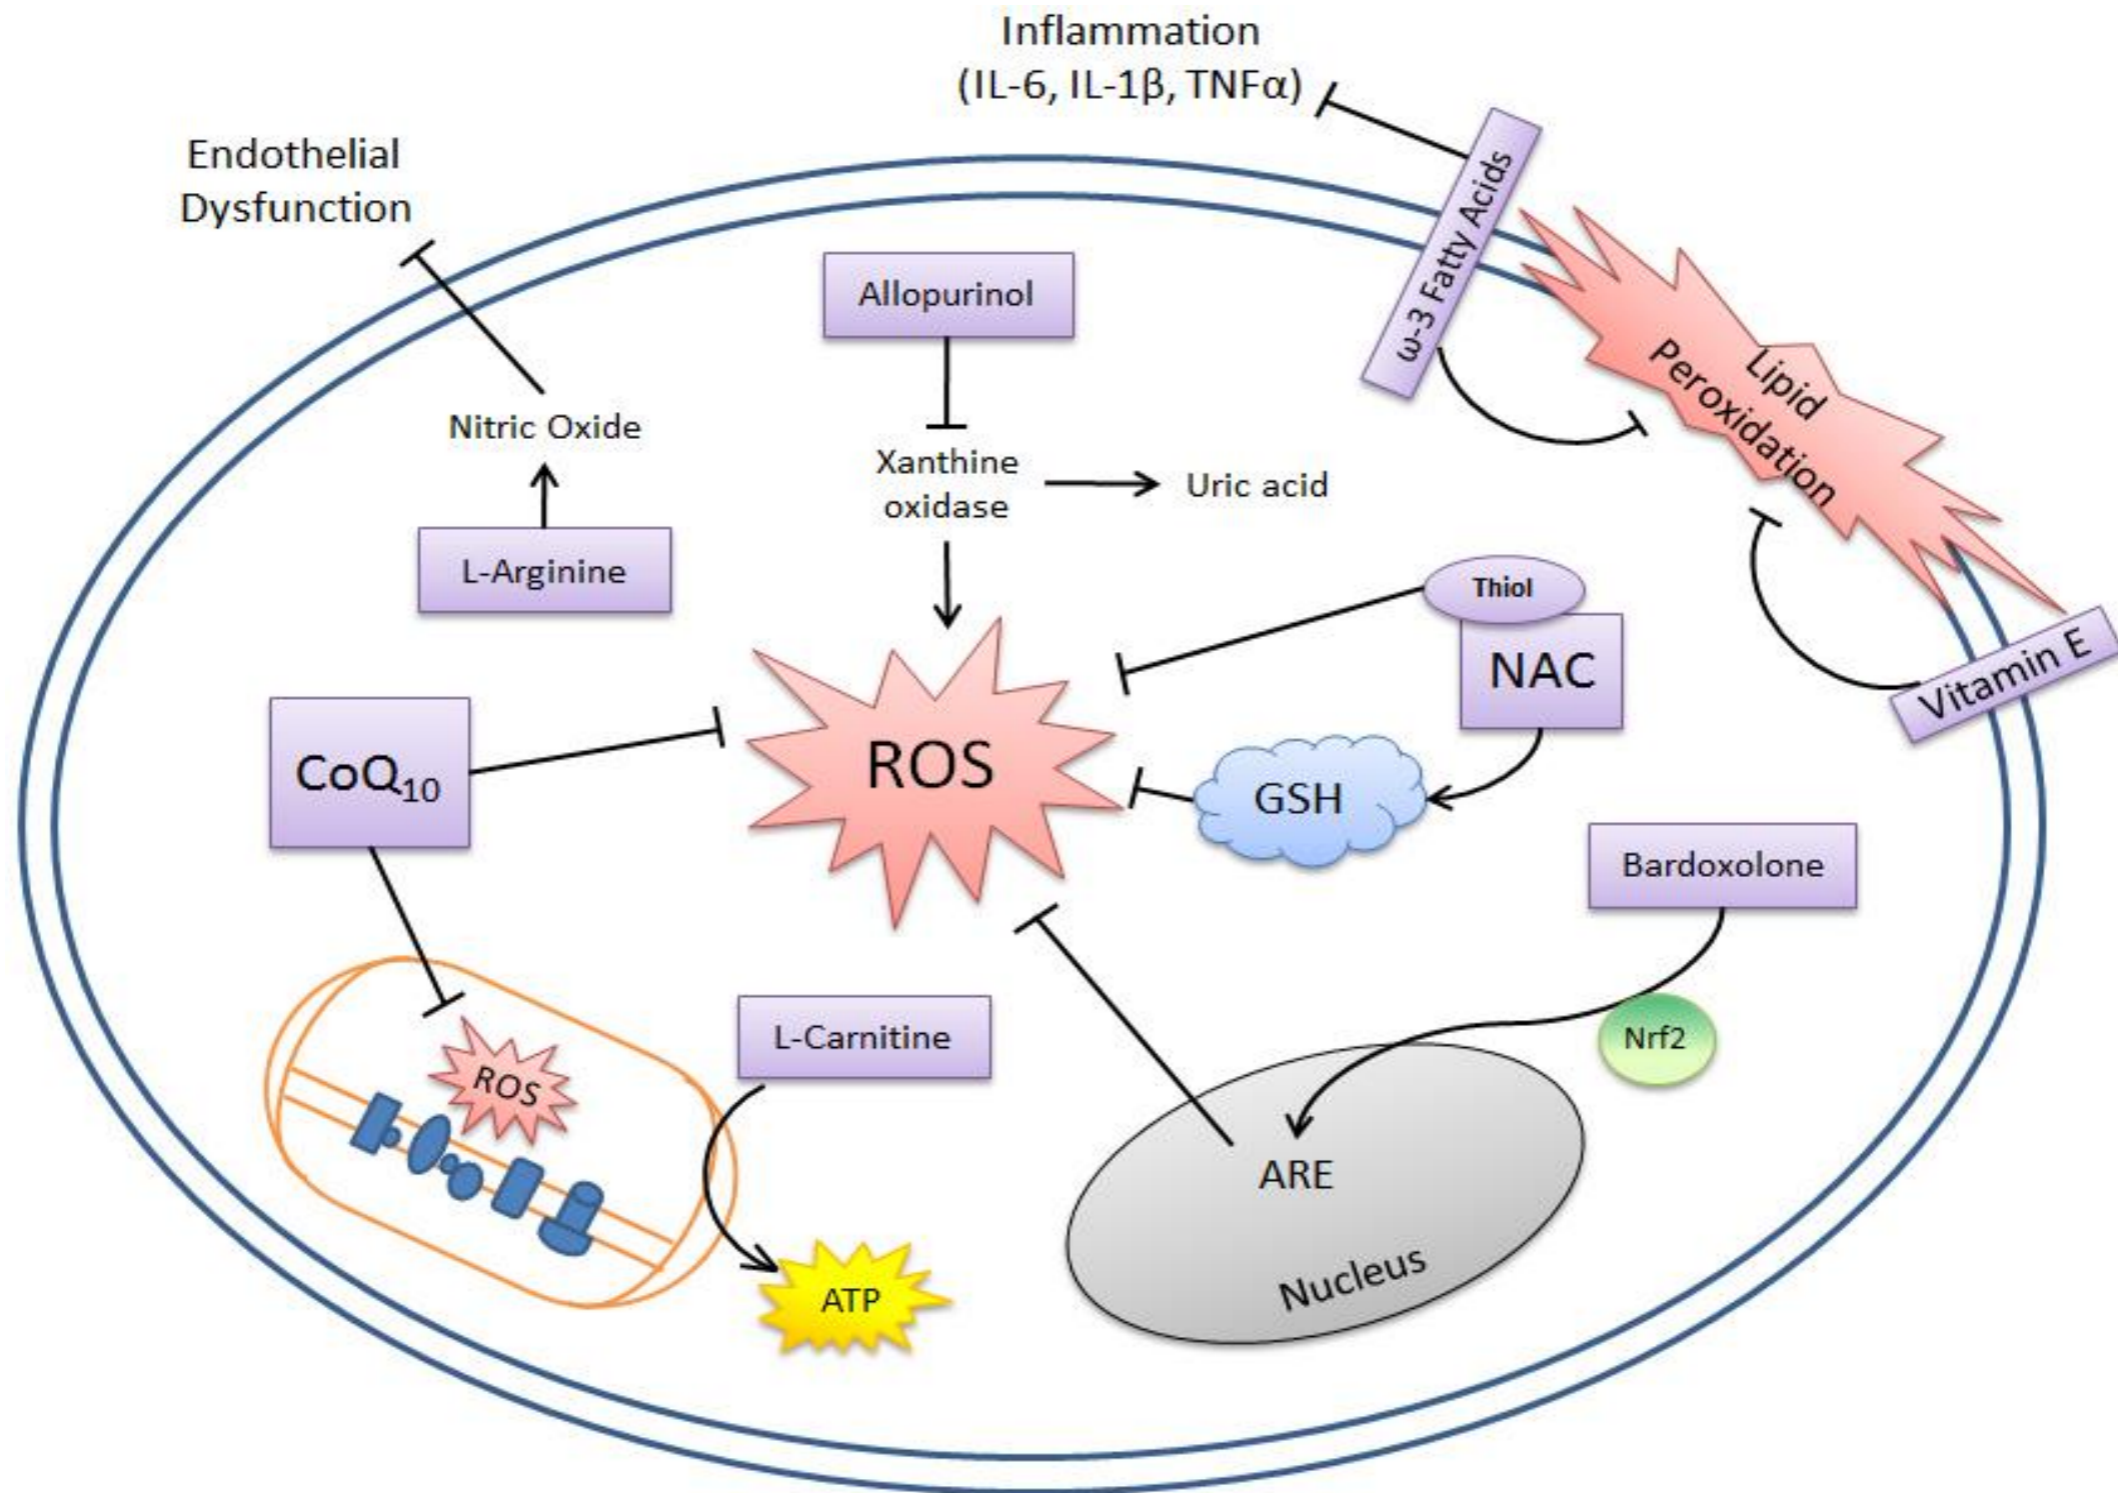 Inflammation
(IL-6, IL-1β, TNFα)
Endothelial
Dysfunction
ω-3 Fatty Acids
Allopurinol
Lipid
Peroxidation
Nitric Oxide
Xanthine
oxidase
Uric acid
L-Arginine
Thiol
NAC
Vitamin E
CoQ10
ROS
GSH
Bardoxolone
L-Carnitine
Nrf2
ROS
ARE
Nucleus
ATP